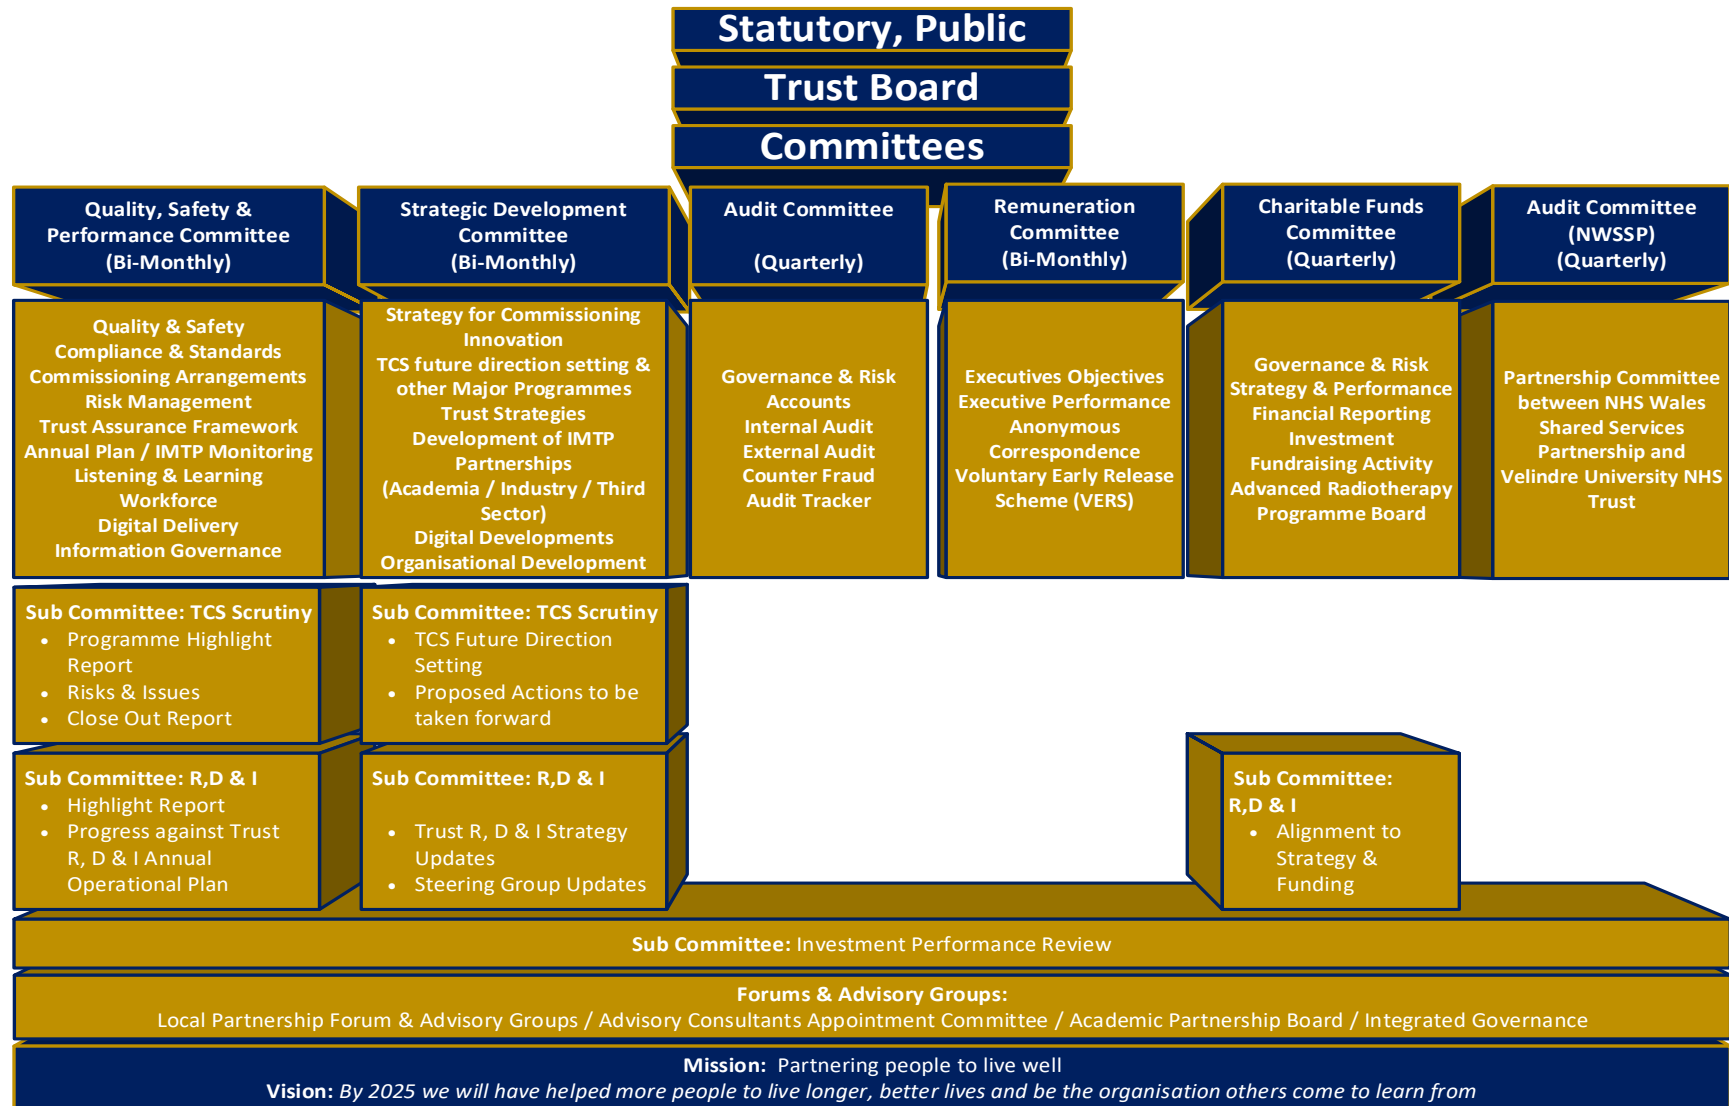 Statutory, Public
Trust Board
Committees
Quality, Safety &
Performance Committee
(Bi-Monthly)
Strategic Development
Committee
(Bi-Monthly)
Audit Committee
(Quarterly)
Remuneration
Committee
(Bi-Monthly)
Charitable Funds
Committee
(Quarterly)
Audit Committee
(NWSSP)
(Quarterly)
Quality & Safety
Compliance & Standards
Commissioning Arrangements
Risk Management
Trust Assurance Framework
Annual Plan / IMTP Monitoring
Listening & Learning
Workforce
Digital Delivery
Information Governance
Strategy for Commissioning
Innovation
TCS future direction setting &
other Major Programmes
Trust Strategies
Development of IMTP
Partnerships
(Academia / Industry / Third
Sector)
Digital Developments
Organisational Development
Governance & Risk
Accounts
Internal Audit
External Audit
Counter Fraud
Audit Tracker
Executives Objectives
Executive Performance
Anonymous
Correspondence
Voluntary Early Release
Scheme (VERS)
Governance & Risk
Strategy & Performance
Financial Reporting
Investment
Fundraising Activity
Advanced Radiotherapy
Programme Board
Partnership Committee
between NHS Wales
Shared Services
Partnership and
Velindre University NHS
Trust
Sub Committee: TCS Scrutiny
• Programme Highlight
Report
• Risks & Issues
• Close Out Report
Sub Committee: TCS Scrutiny
• TCS Future Direction
Setting
• Proposed Actions to be
taken forward
Sub Committee: R,D & I
• Highlight Report
• Progress against Trust
R, D & I Annual
Operational Plan
Sub Committee: R,D & I
• Trust R, D & I Strategy
Updates
• Steering Group Updates
Sub Committee:
R,D & I
• Alignment to
Strategy &
Funding
Sub Committee: Investment Performance Review
Forums & Advisory Groups:
Local Partnership Forum & Advisory Groups / Advisory Consultants Appointment Committee / Academic Partnership Board / Integrated Governance
Mission: Partnering people to live well
Vision: By 2025 we will have helped more people to live longer, better lives and be the organisation others come to learn from